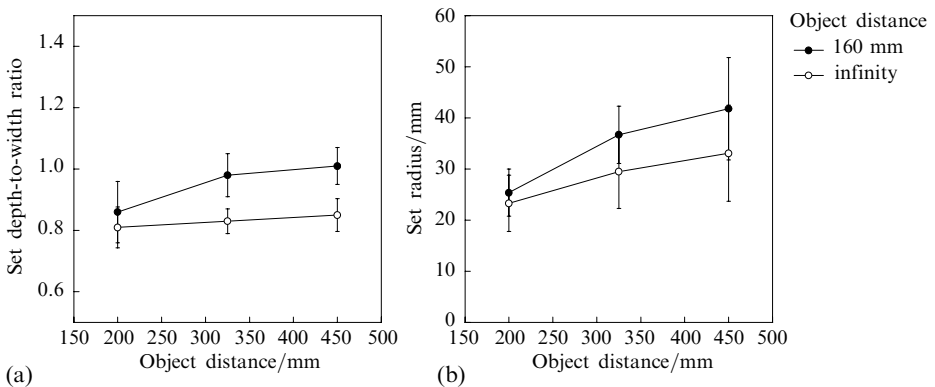 (a)
Set depth-to-width ratio
1.4
1.2
1.0
0.8
0.6
150 200 250 300 350 400 450 500
Object distance/mm
(b)
Set radius/mm
60
50
40
30
20
10
0
150 200 250 300 350 400 450 500
Object distance/mm
Object distance
160 mm
infinity